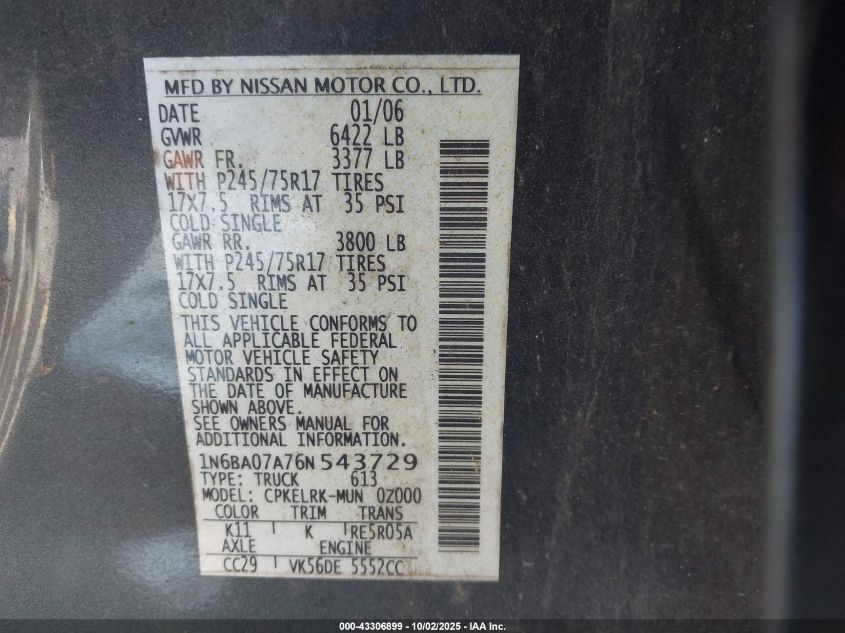 MFD BY NISSAN MOTOR CO., LTD.
DATE 01/06
GVWR 6422 LB
GAWR FR. 3377 LB
WITH P245/75R17 TIRES
17X7.5 RIMS AT 35 PSI
COLD SINGLE
GAWR RR. 3800 LB
WITH P245/75R17 TIRES
17X7.5 RIMS AT 35 PSI
COLD SINGLE
THIS VEHICLE CONFORMS TO
ALL APPLICABLE FEDERAL
MOTOR VEHICLE SAFETY
STANDARDS IN EFFECT ON
THE DATE OF MANUFACTURE
SHOWN ABOVE.
SEE OWNERS MANUAL FOR
ADDITIONAL INFORMATION.
1N6BA07A76N543729
TYPE: TRUCK 613
MODEL: CPKELRK-MUN 0Z000
COLOR TRIM TRANS
K11 K RE5R05A
AXLE ENGINE
CC29 VK56DE 5552CC
000-43306899 - 10/02/2025 - IAA Inc.